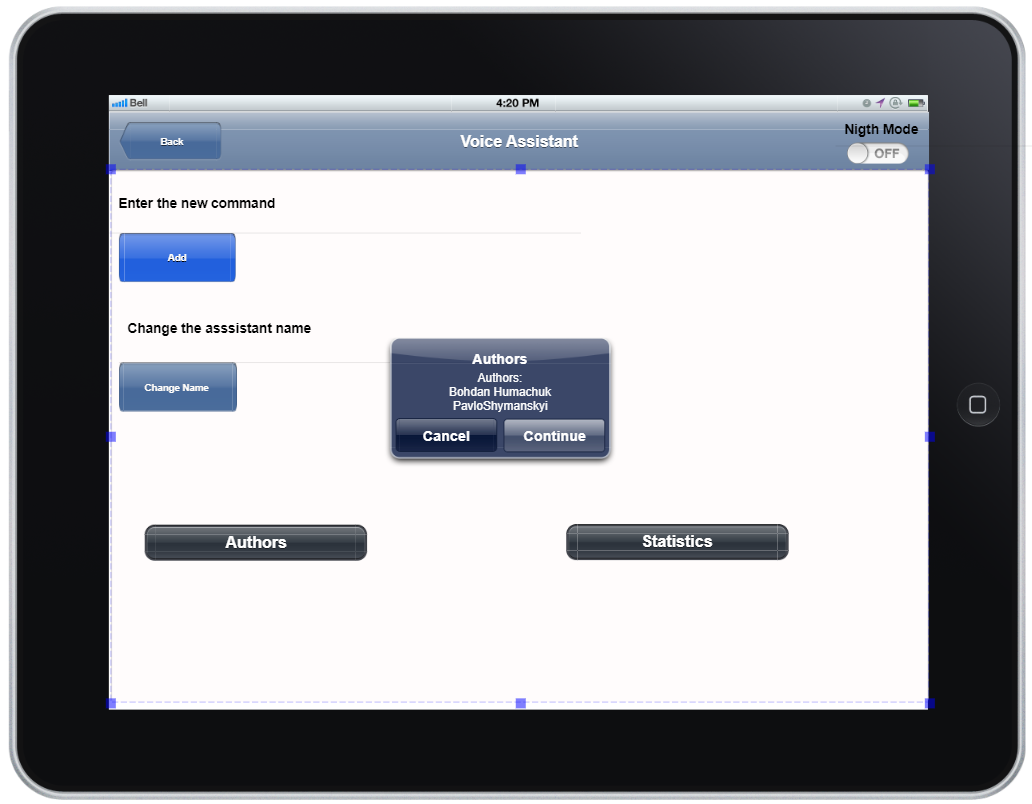 Bell
4:20 PM
Back
Voice Assistant
Nigth Mode
OFF
Enter the new command
Add
Change the asssistant name
Change Name
Authors
Authors:
Bohdan Humachuk
PavloShymanskyi
Cancel
Continue
Authors
Statistics